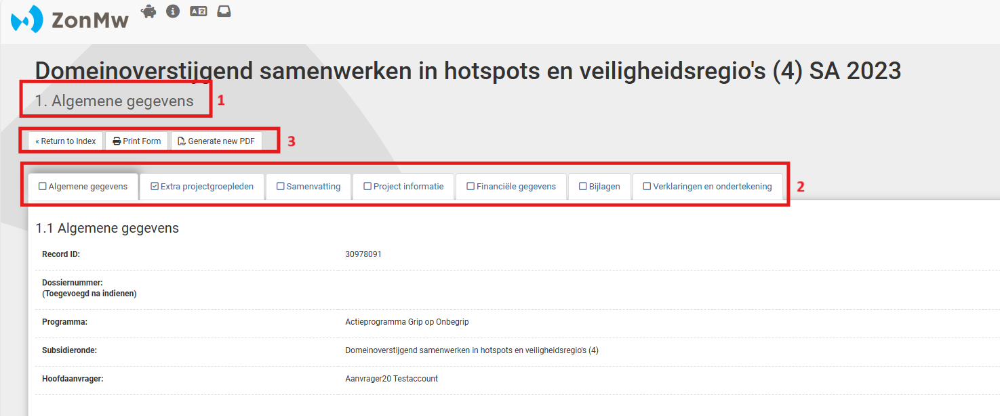 ZonMw
Domeinoverstijgend samenwerken in hotspots en veiligheidsregio's (4) SA 2023
1. Algemene gegevens
1
« Return to Index
Print Form
Generate new PDF
3
Algemene gegevens
Extra projectgroepleden
Samenvatting
Project informatie
Financiële gegevens
Bijlagen
Verklaringen en ondertekening
2
1.1 Algemene gegevens
Record ID: 30978091
Dossiernummer:
(Toegevoegd na indienen)
Programma: Actieprogramma Grip op Onbegrip
Subsidieronde: Domeinoverstijgend samenwerken in hotspots en veiligheidsregio's (4)
Hoofdaanvrager: Aanvrager20 Testaccount